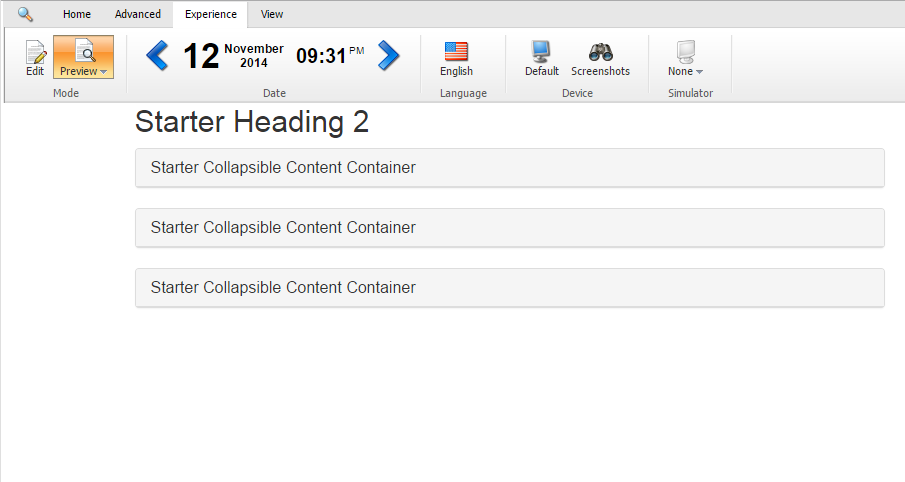 Home Advanced Experience View
12 November 2014 09:31 PM
Edit Preview English Default Screenshots None
Mode Date Language Device Simulator
Starter Heading 2
Starter Collapsible Content Container
Starter Collapsible Content Container
Starter Collapsible Content Container